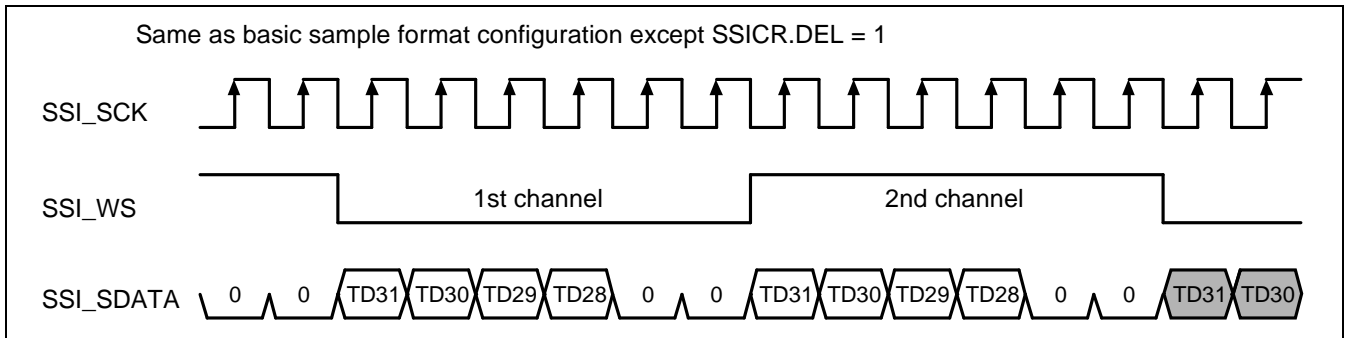 Same as basic sample format configuration except SSICR.DEL = 1
SSI_SCK
SSI_WS 1st channel 2nd channel
SSI_SDATA 0 0 TD31 TD30 TD29 TD28 0 0 TD31 TD30 TD29 TD28 0 0 TD31 TD30